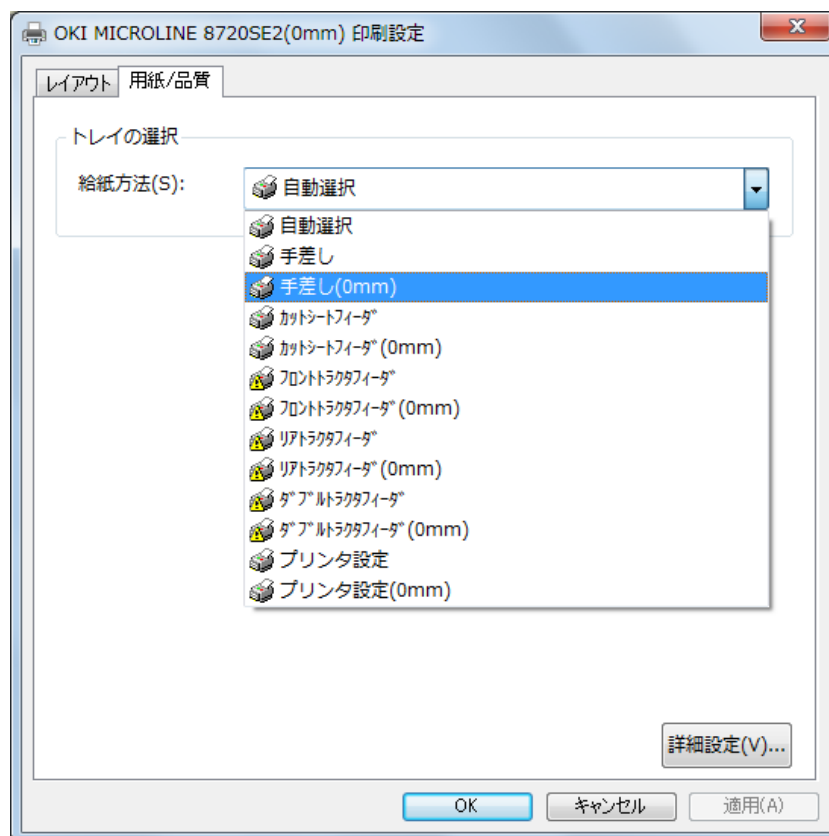 OKI MICROLINE 8720SE2(0mm) 印刷設定
レイアウト 用紙/品質
トレイの選択
給紙方法(S): 自動選択
自動選択
手差し
手差し(0mm)
ｶｯﾄｼｰﾄﾌｨｰﾀﾞ
ｶｯﾄｼｰﾄﾌｨｰﾀﾞ(0mm)
ﾌﾛﾝﾄﾄﾗｸﾀﾌｨｰﾀﾞ
ﾌﾛﾝﾄﾄﾗｸﾀﾌｨｰﾀﾞ(0mm)
ﾘｱﾄﾗｸﾀﾌｨｰﾀﾞ
ﾘｱﾄﾗｸﾀﾌｨｰﾀﾞ(0mm)
ﾀﾞﾌﾞﾙﾄﾗｸﾀﾌｨｰﾀﾞ
ﾀﾞﾌﾞﾙﾄﾗｸﾀﾌｨｰﾀﾞ(0mm)
プリンタ設定
プリンタ設定(0mm)
詳細設定(V)...
OK キャンセル 適用(A)